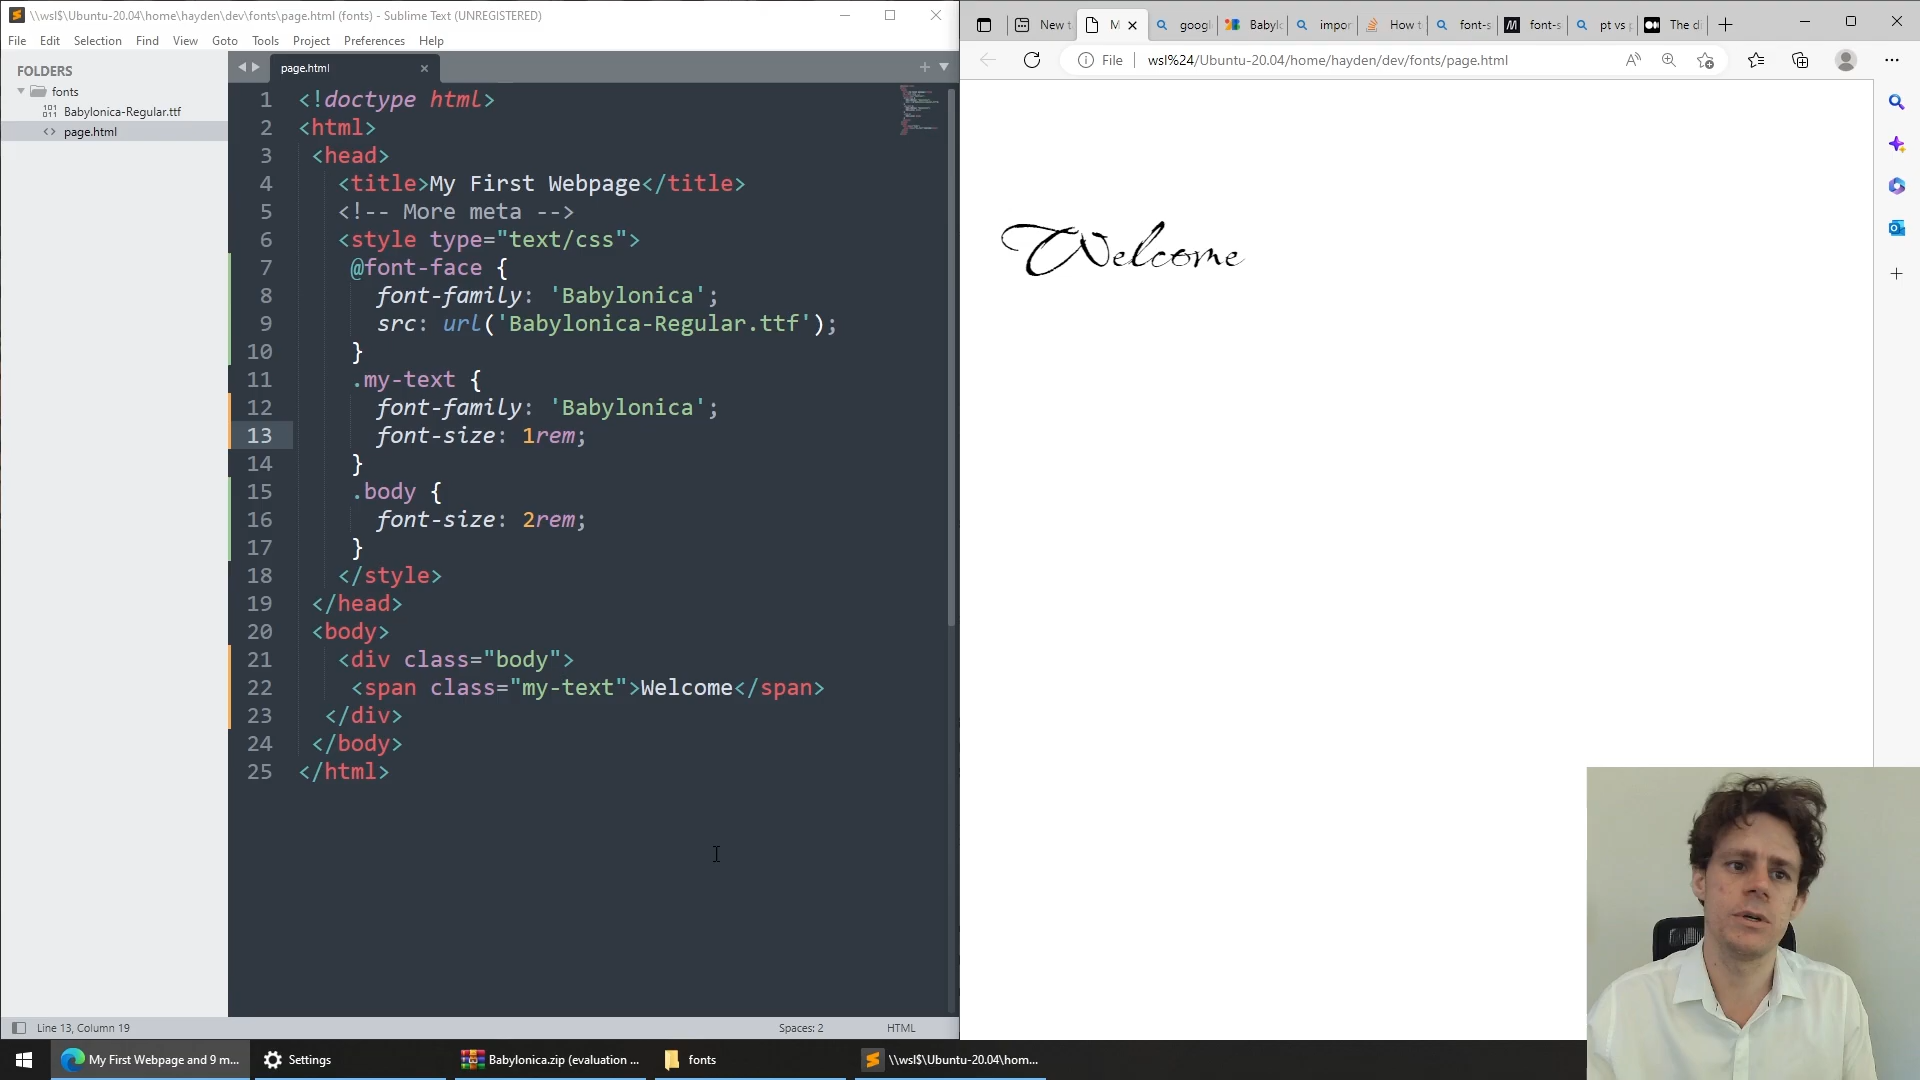 \\wsl$\Ubuntu-20.04\home\hayden\dev\fonts\page.html (fonts) - Sublime Text (UNREGISTERED)
File Edit Selection Find View Goto Tools Project Preferences Help
FOLDERS
fonts
Babylonica-Regular.ttf
page.html
page.html
1 <!doctype html>
2 <html>
3 <head>
4 <title>My First Webpage</title>
5 <!-- More meta -->
6 <style type="text/css">
7 @font-face {
8 font-family: 'Babylonica';
9 src: url('Babylonica-Regular.ttf');
10 }
11 .my-text {
12 font-family: 'Babylonica';
13 font-size: 1rem;
14 }
15 .body {
16 font-size: 2rem;
17 }
18 </style>
19 </head>
20 <body>
21 <div class="body">
22 <span class="my-text">Welcome</span>
23 </div>
24 </body>
25 </html>
Line 13, Column 19 Spaces: 2 HTML
New t M googl Babylo impor How t font-s font-s pt vs p The di
File wsl%24/Ubuntu-20.04/home/hayden/dev/fonts/page.html
Welcome
My First Webpage and 9 m... Settings Babylonica.zip (evaluation ... fonts \\wsl$\Ubuntu-20.04\hom...